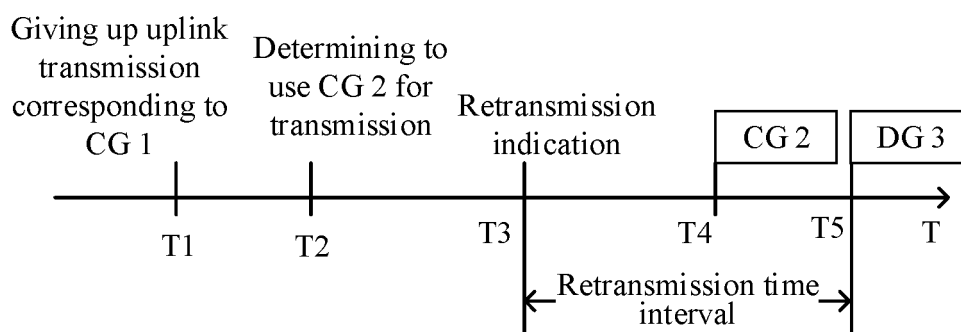 Giving up uplink
transmission
corresponding to
CG 1
Determining to
use CG 2 for
transmission
Retransmission
indication
CG 2
DG 3
T1
T2
T3
T4
T5
T
Retransmission time
interval